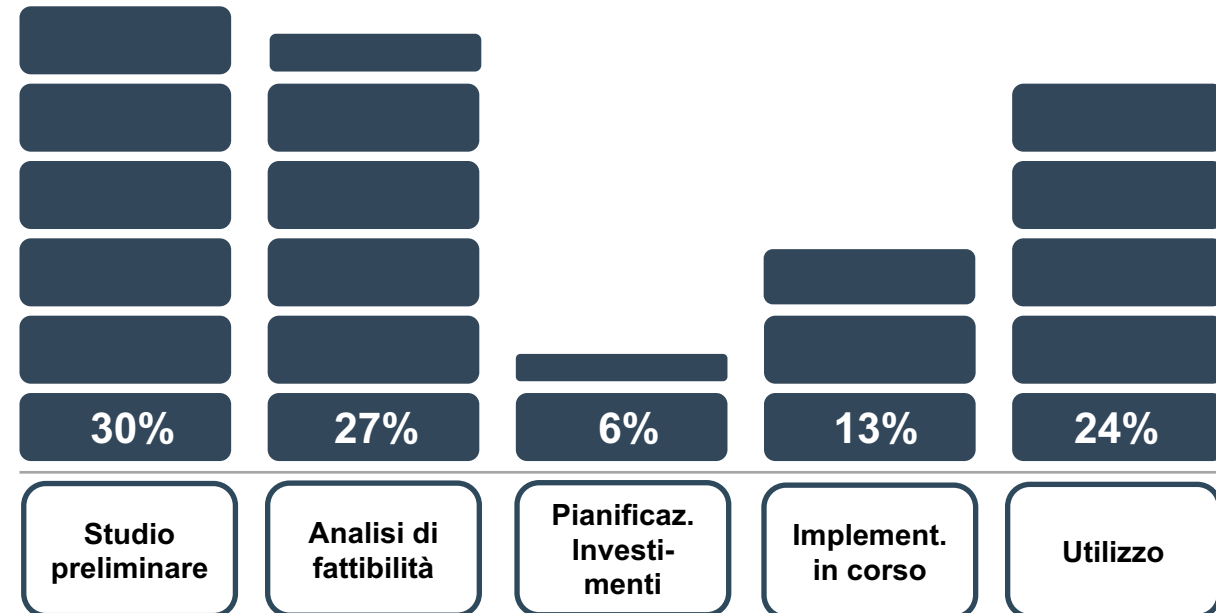 30%
27%
6%
13%
24%
Studio
preliminare
Analisi di
fattibilità
Pianificaz.
Investi-
menti
Implement.
in corso
Utilizzo